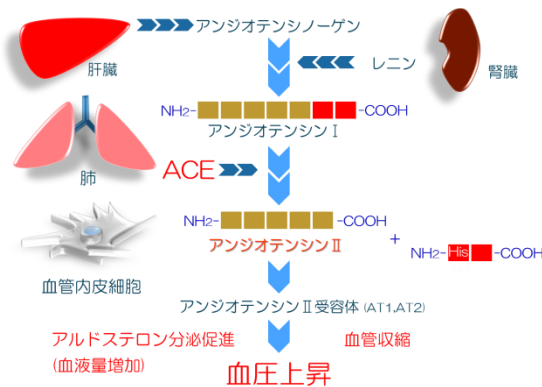 アンジオテンシノーゲン
肝臓
レニン
腎臓
NH2-
-COOH
アンジオテンシンⅠ
肺
ACE
NH2-
-COOH
アンジオテンシンⅡ
+
NH2-His
-COOH
血管内皮細胞
アンジオテンシンⅡ受容体 (AT1,AT2)
アルドステロン分泌促進
(血液量増加)
血管収縮
血圧上昇